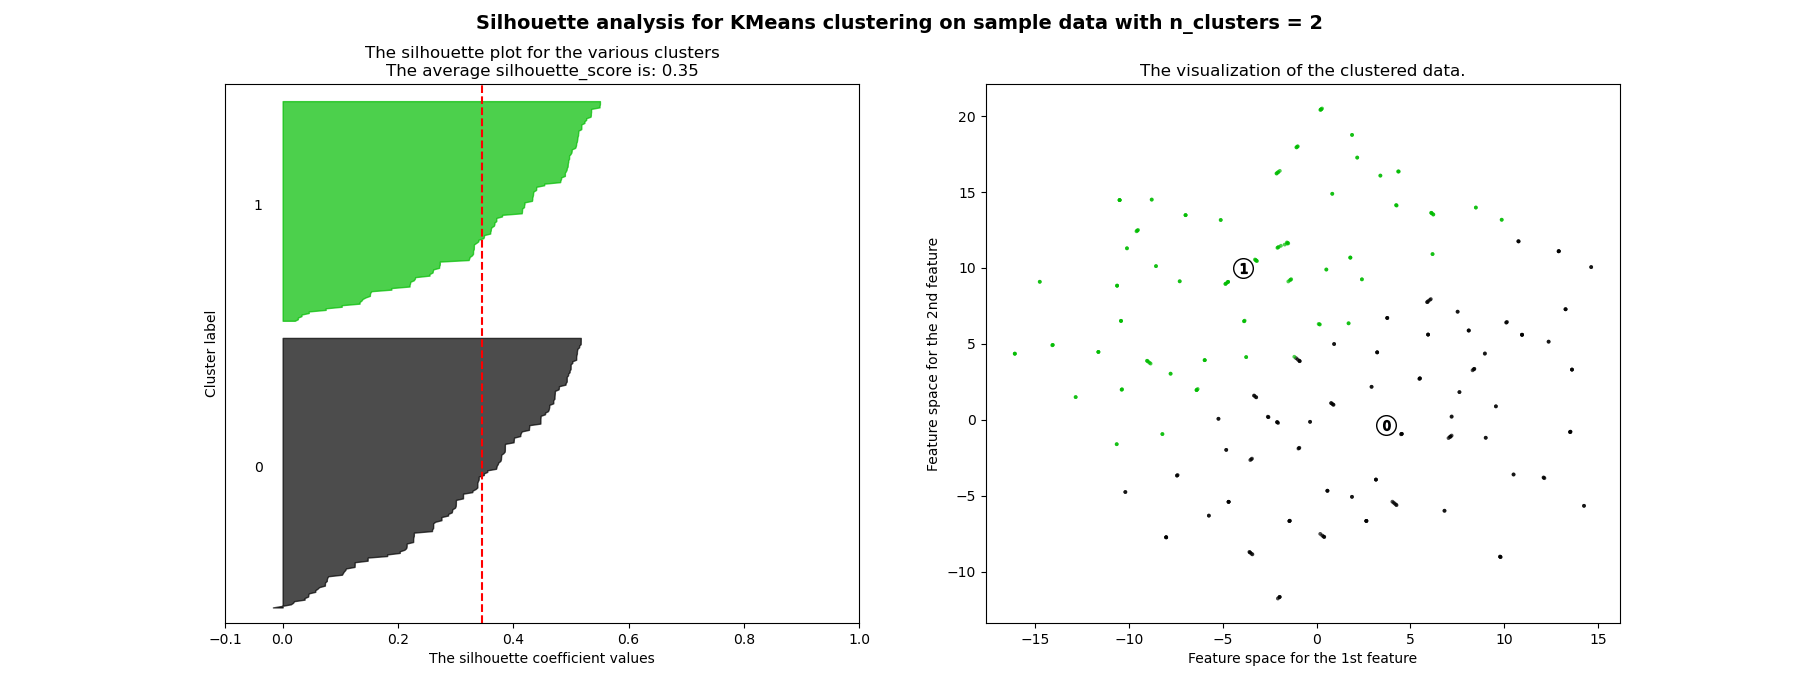 Silhouette analysis for KMeans clustering on sample data with n_clusters = 2
The silhouette plot for the various clusters
The average silhouette_score is: 0.35
1
0
Cluster label
−0.1 0.0 0.2 0.4 0.6 0.8 1.0
The silhouette coefficient values
The visualization of the clustered data.
20
15
10
5
0
−5
−10
Feature space for the 2nd feature
1
0
−15 −10 −5 0 5 10 15
Feature space for the 1st feature